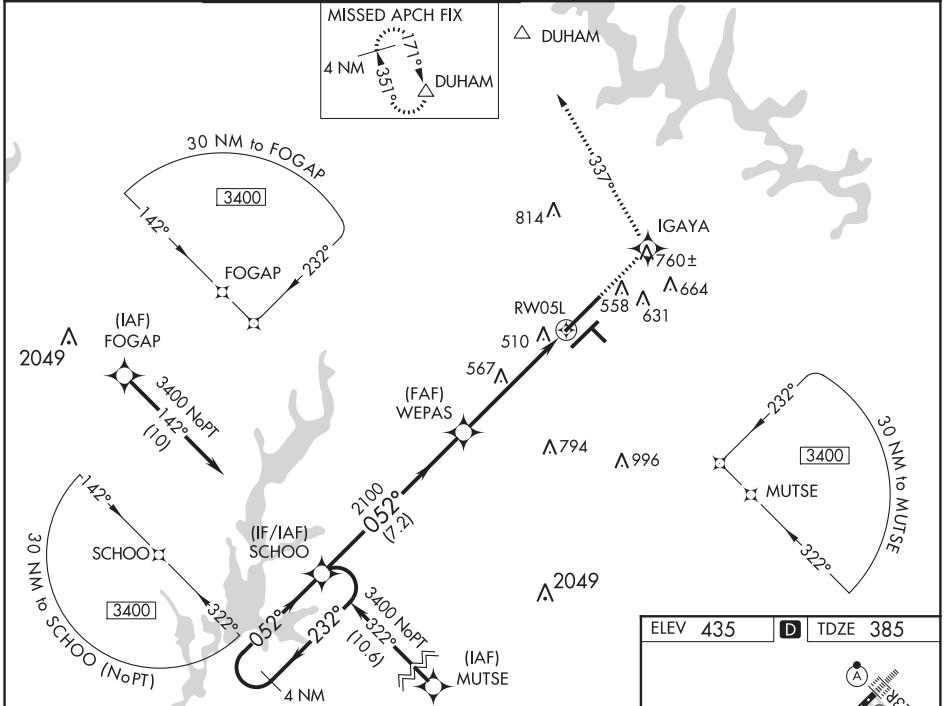 MISSED APCH FIX
4 NM
171°
351°
DUHAM
DUHAM
30 NM to FOGAP
3400
142°
232°
FOGAP
337°
814
IGAYA
760±
664
558
631
RW05L
510
567
(IAF)
FOGAP
2049
3400 NoPT
142°
(10)
(FAF)
WEPAS
794
996
232°
3400
30 NM to MUTSE
MUTSE
322°
2100
052°
(7.2)
(IF/IAF)
SCHOO
142°
SCHOO
3400
322°
30 NM to SCHOO (NoPT)
052°
232°
4 NM
3400 NoPT
322°
(10.6)
(IAF)
MUTSE
2049
ELEV 435
D
TDZE 385
A